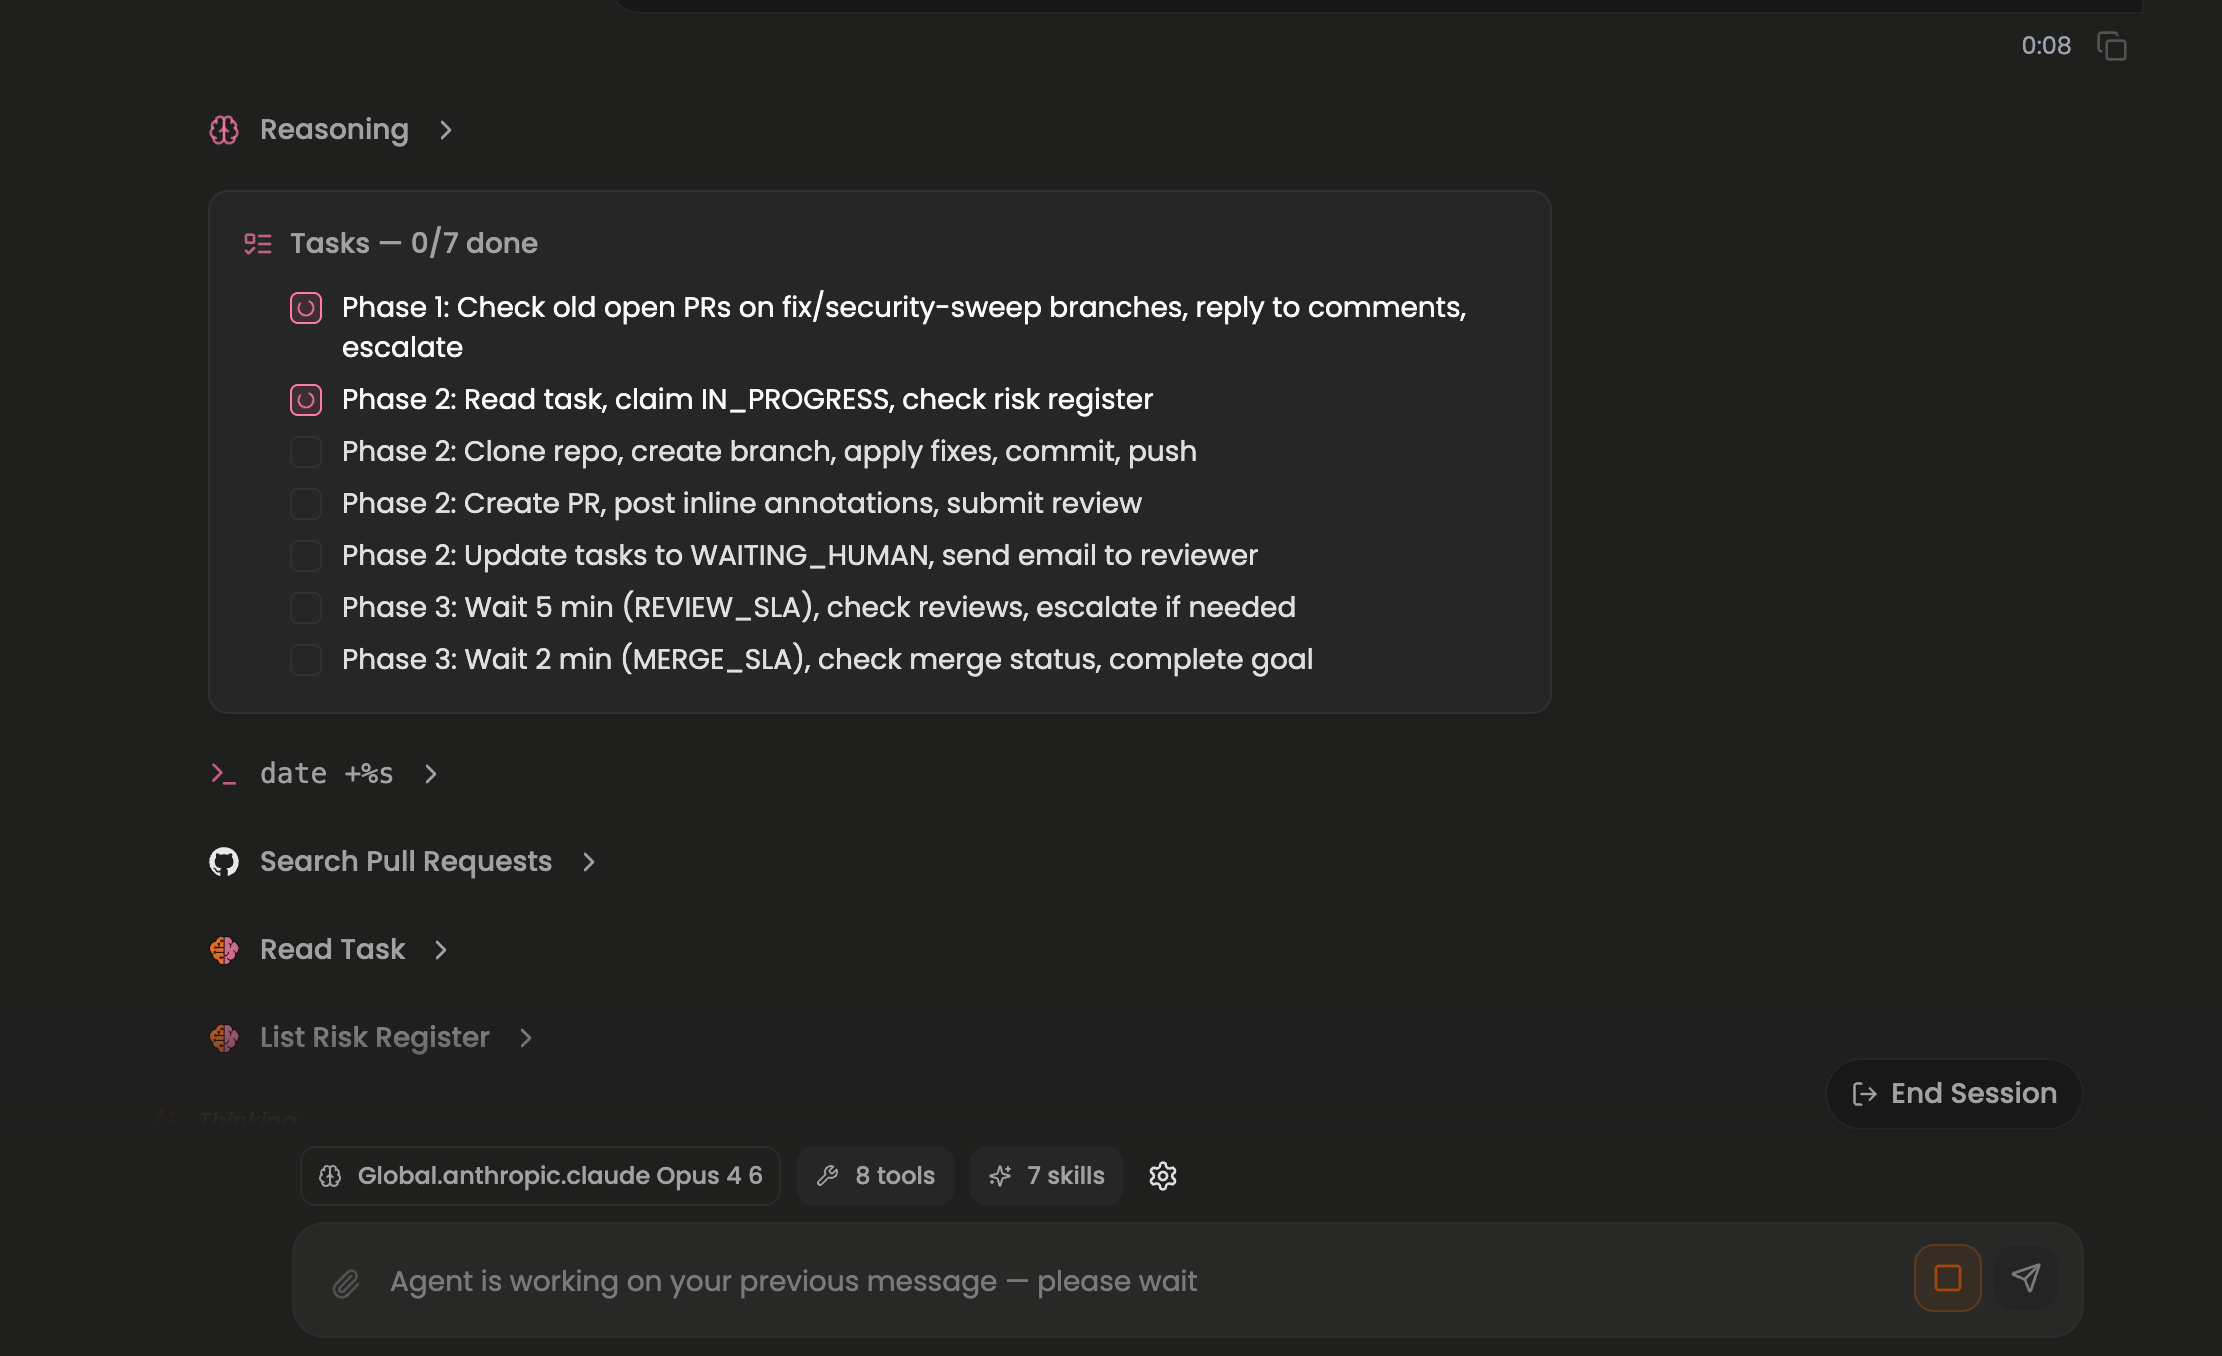 0:08
Reasoning
Tasks — 0/7 done
Phase 1: Check old open PRs on fix/security-sweep branches, reply to comments,
escalate
Phase 2: Read task, claim IN_PROGRESS, check risk register
Phase 2: Clone repo, create branch, apply fixes, commit, push
Phase 2: Create PR, post inline annotations, submit review
Phase 2: Update tasks to WAITING_HUMAN, send email to reviewer
Phase 3: Wait 5 min (REVIEW_SLA), check reviews, escalate if needed
Phase 3: Wait 2 min (MERGE_SLA), check merge status, complete goal
date +%s
Search Pull Requests
Read Task
List Risk Register
End Session
Thinking
Global.anthropic.claude Opus 4 6
8 tools
7 skills
Agent is working on your previous message — please wait